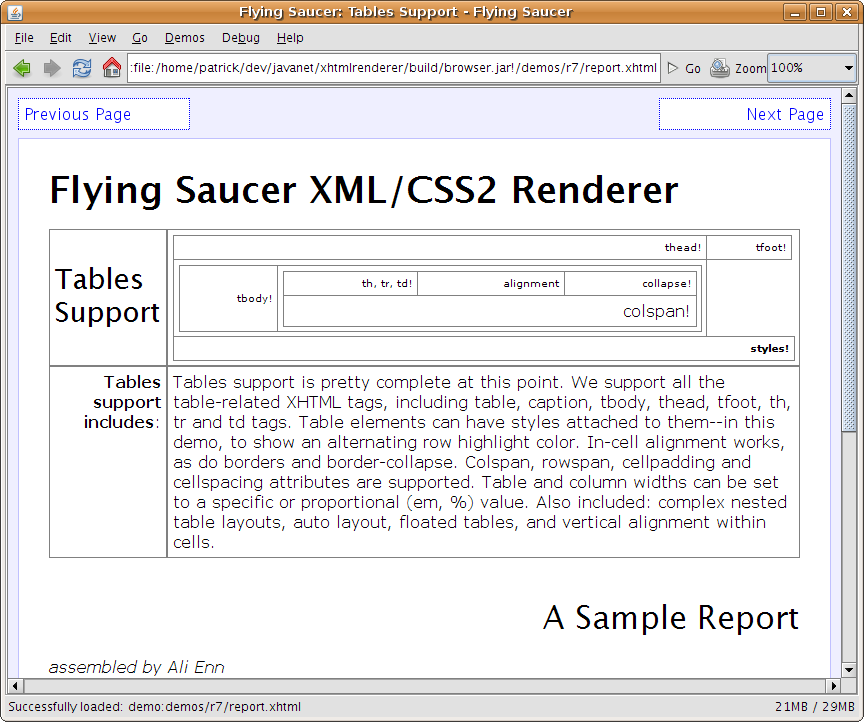 Flying Saucer: Tables Support - Flying Saucer
File Edit View Go Demos Debug Help
:file:/home/patrick/dev/javanet/xhtmlrenderer/build/browser.jar!/demos/r7/report.xhtml Go Zoom 100%
Previous Page Next Page
Flying Saucer XML/CSS2 Renderer
Tables
Support
thead! tfoot!
tbody! th, tr, td! alignment collapse!
colspan!
styles!
Tables
support
includes:
Tables support is pretty complete at this point. We support all the
table-related XHTML tags, including table, caption, tbody, thead, tfoot, th,
tr and td tags. Table elements can have styles attached to them--in this
demo, to show an alternating row highlight color. In-cell alignment works,
as do borders and border-collapse. Colspan, rowspan, cellpadding and
cellspacing attributes are supported. Table and column widths can be set
to a specific or proportional (em, %) value. Also included: complex nested
table layouts, auto layout, floated tables, and vertical alignment within
cells.
A Sample Report
assembled by Ali Enn
Successfully loaded: demo:demos/r7/report.xhtml 21MB / 29MB